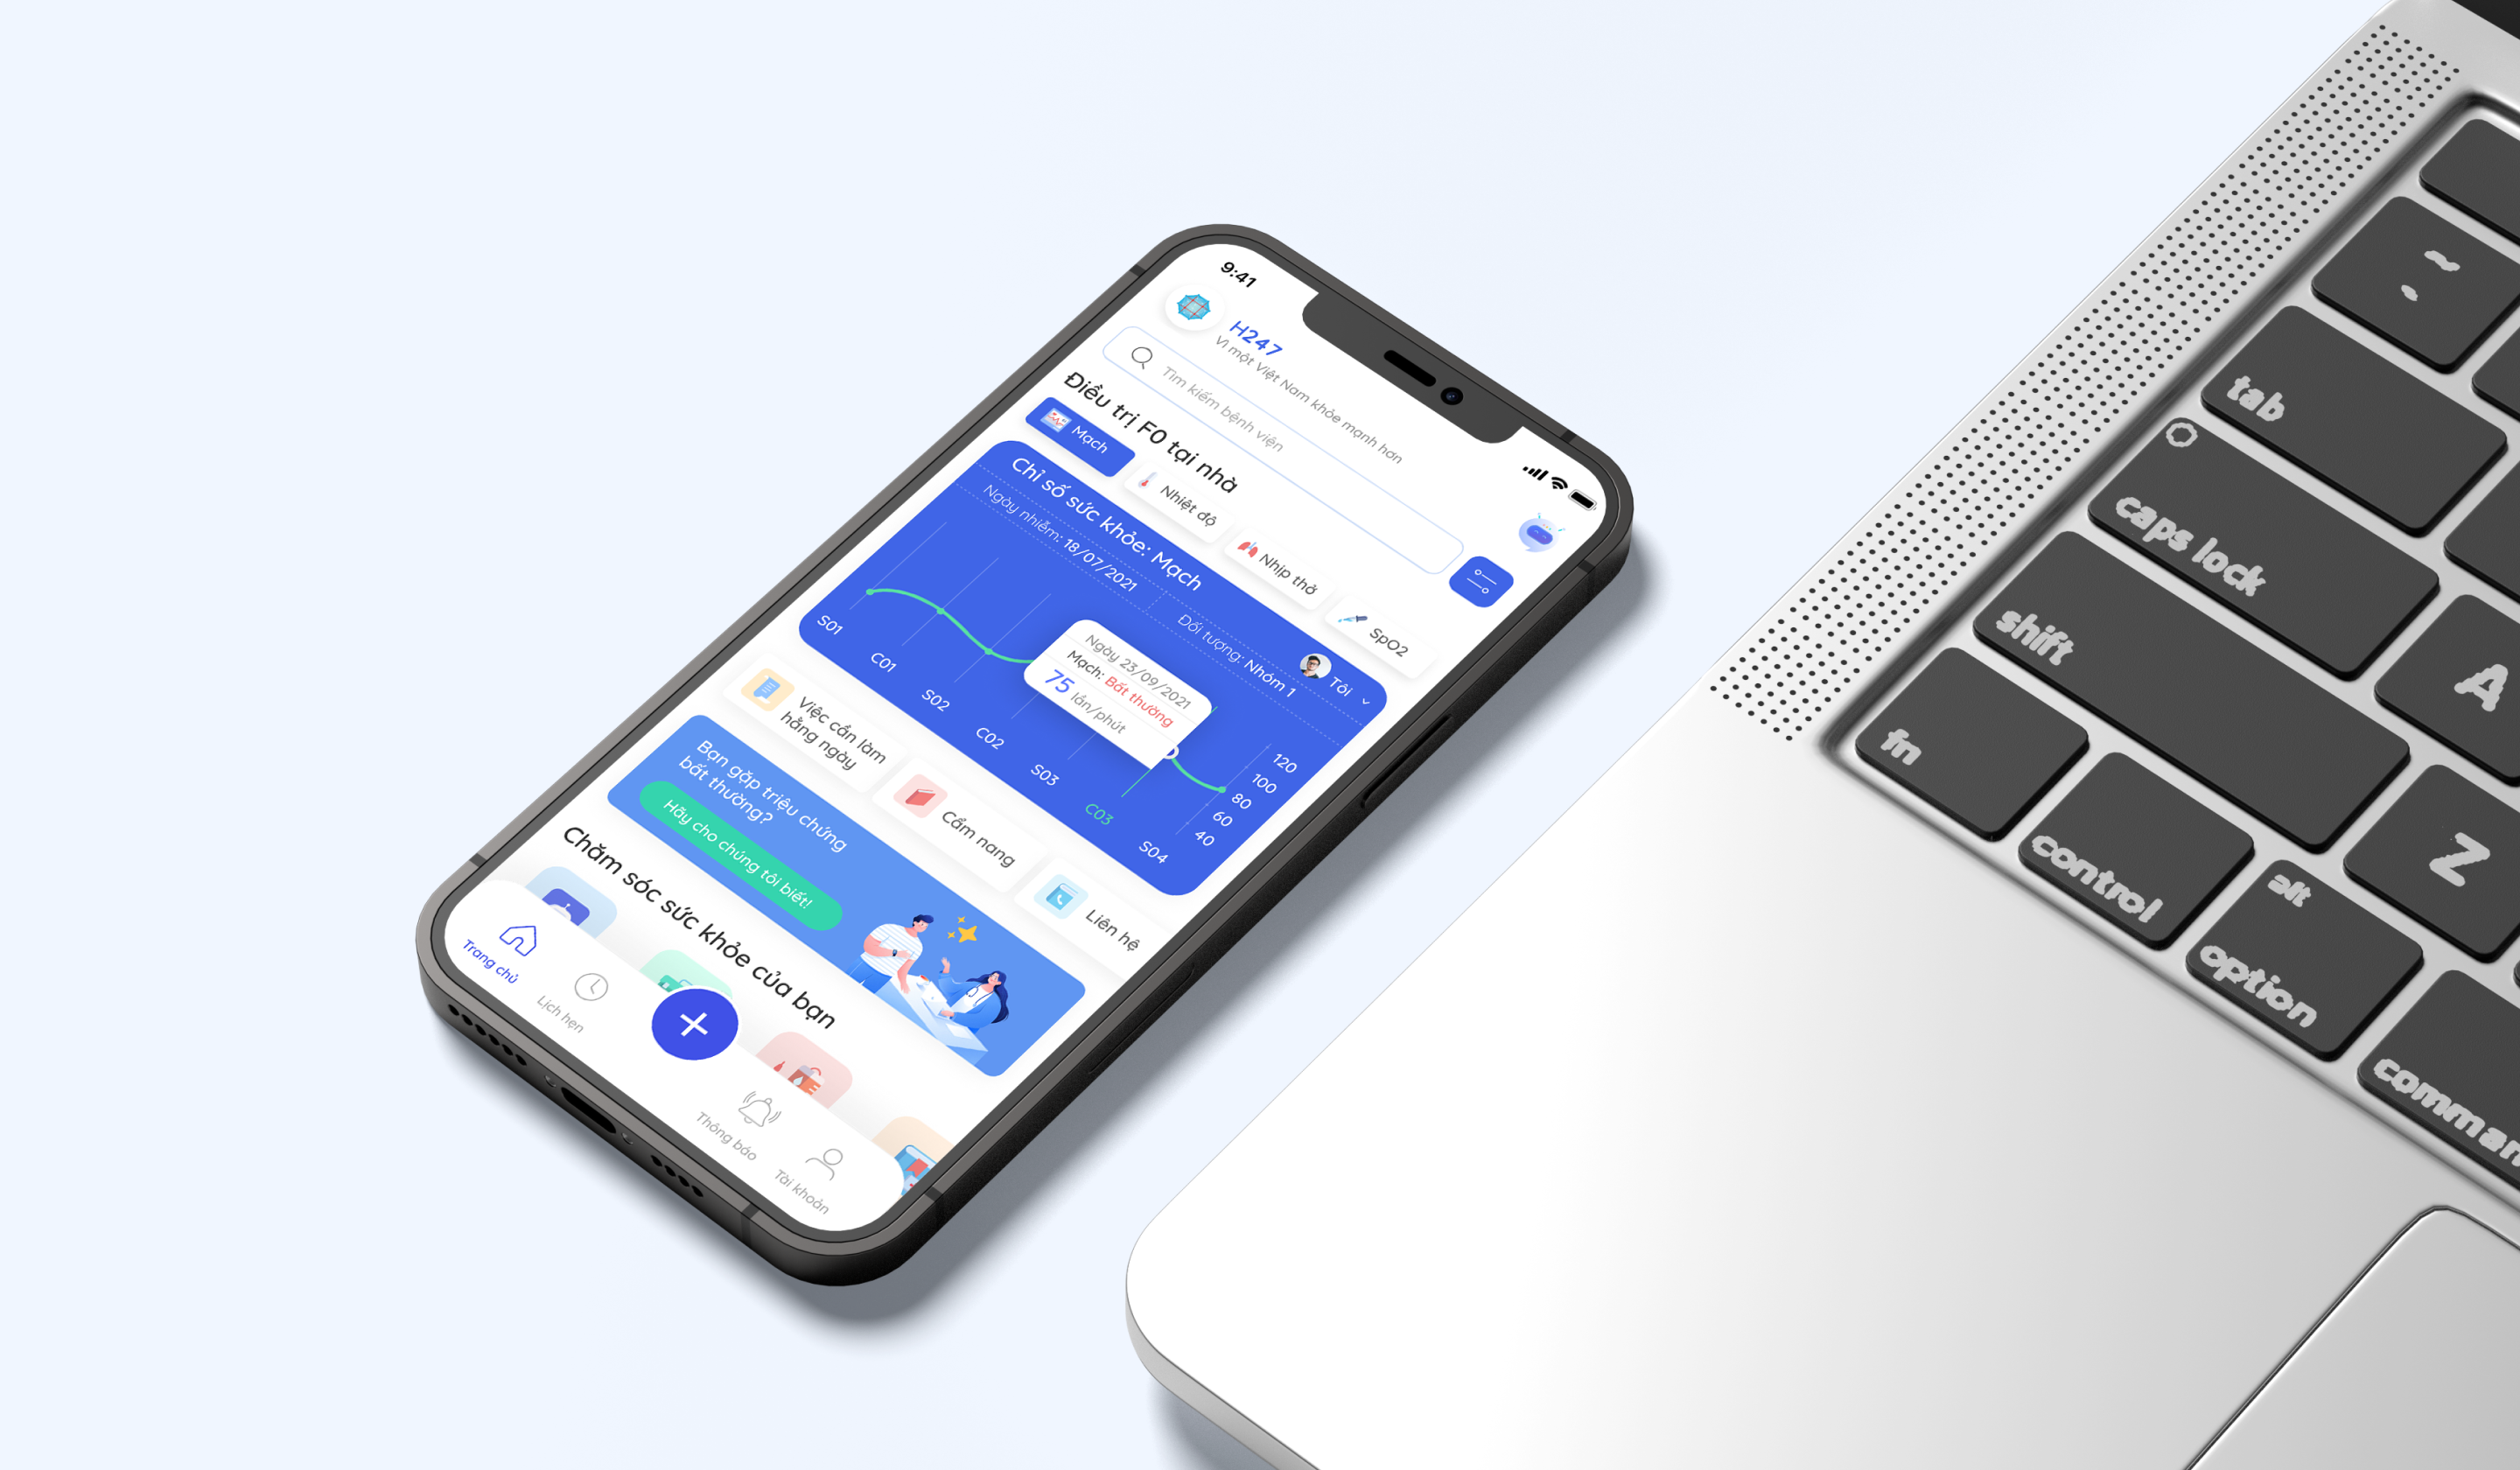 9:41
H247
Vì một Việt Nam khỏe mạnh hơn
Tìm kiếm bệnh viện
Điều trị F0 tại nhà
Mạch
Nhiệt độ
Nhịp thở
SpO2
Chỉ số sức khỏe: Mạch
Tôi
Ngày nhiễm: 18/07/2021
Đối tượng: Nhóm 1
Ngày 23/09/2021
Mạch: Bất thường
75 lần/phút
120
100
80
60
40
S01
C01
S02
C02
S03
C03
S04
Việc cần làm
hằng ngày
Cẩm nang
Liên hệ
Bạn gặp triệu chứng
bất thường?
Hãy cho chúng tôi biết!
Chăm sóc sức khỏe của bạn
Trang chủ
Lịch hẹn
Thông báo
Tài khoản
tab
caps lock
A
shift
Z
fn
control
alt
option